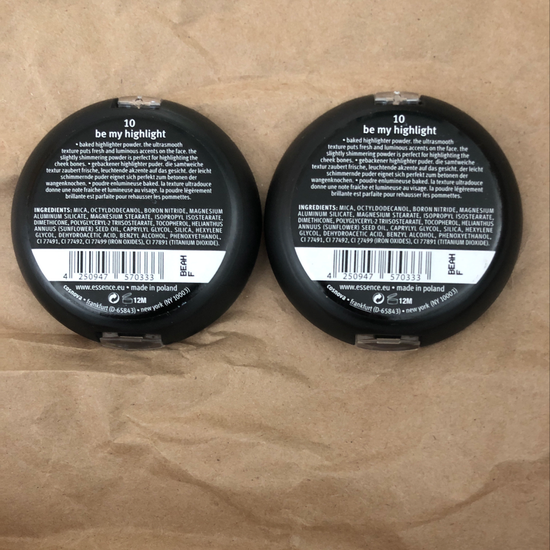 10
be my highlight
• baked highlighter powder. the ultrasmooth
texture puts fresh and luminous accents on the face. the
slightly shimmering powder is perfect for highlighting the
cheek bones. • gebackener highlighter puder. die samtweiche
textur zaubert frische, leuchtende akzente auf das gesicht. der leicht
schimmernde puder eignet sich perfekt zum betonen der
wangenknochen. • poudre enlumineuse baked. la texture ultradouce
donne une note fraîche et lumineuse au visage. la poudre légèrement
brillante est parfaite pour rehausser les pommettes.
INGREDIENTS: MICA, OCTYLDODECANOL, BORON NITRIDE, MAGNESIUM
ALUMINUM SILICATE, MAGNESIUM STEARATE, ISOPROPYL ISOSTEARATE,
DIMETHICONE, POLYGLYCERYL-2 TRIISOSTEARATE, TOCOPHEROL, HELIANTHUS
ANNUUS (SUNFLOWER) SEED OIL, CAPRYLYL GLYCOL, SILICA, HEXYLENE
GLYCOL, DEHYDROACETIC ACID, BENZYL ALCOHOL, PHENOXYETHANOL,
CI 77491, CI 77492, CI 77499 (IRON OXIDES), CI 77891 (TITANIUM DIOXIDE).
4 250947 570333
BEAH
F
www.essence.eu • made in poland
12M
cosnova • frankfurt (D-65843) • new york (NY 10003)
10
be my highlight
• baked highlighter powder. the ultrasmooth
texture puts fresh and luminous accents on the face. the
slightly shimmering powder is perfect for highlighting the
cheek bones. • gebackener highlighter puder. die samtweiche
textur zaubert frische, leuchtende akzente auf das gesicht. der leicht
schimmernde puder eignet sich perfekt zum betonen der
wangenknochen. • poudre enlumineuse baked. la texture ultradouce
donne une note fraîche et lumineuse au visage. la poudre légèrement
brillante est parfaite pour rehausser les pommettes.
INGREDIENTS: MICA, OCTYLDODECANOL, BORON NITRIDE, MAGNESIUM
ALUMINUM SILICATE, MAGNESIUM STEARATE, ISOPROPYL ISOSTEARATE,
DIMETHICONE, POLYGLYCERYL-2 TRIISOSTEARATE, TOCOPHEROL, HELIANTHUS
ANNUUS (SUNFLOWER) SEED OIL, CAPRYLYL GLYCOL, SILICA, HEXYLENE
GLYCOL, DEHYDROACETIC ACID, BENZYL ALCOHOL, PHENOXYETHANOL,
CI 77491, CI 77492, CI 77499 (IRON OXIDES), CI 77891 (TITANIUM DIOXIDE).
4 250947 570333
BEAH
F
www.essence.eu • made in poland
12M
cosnova • frankfurt (D-65843) • new york (NY 10003)